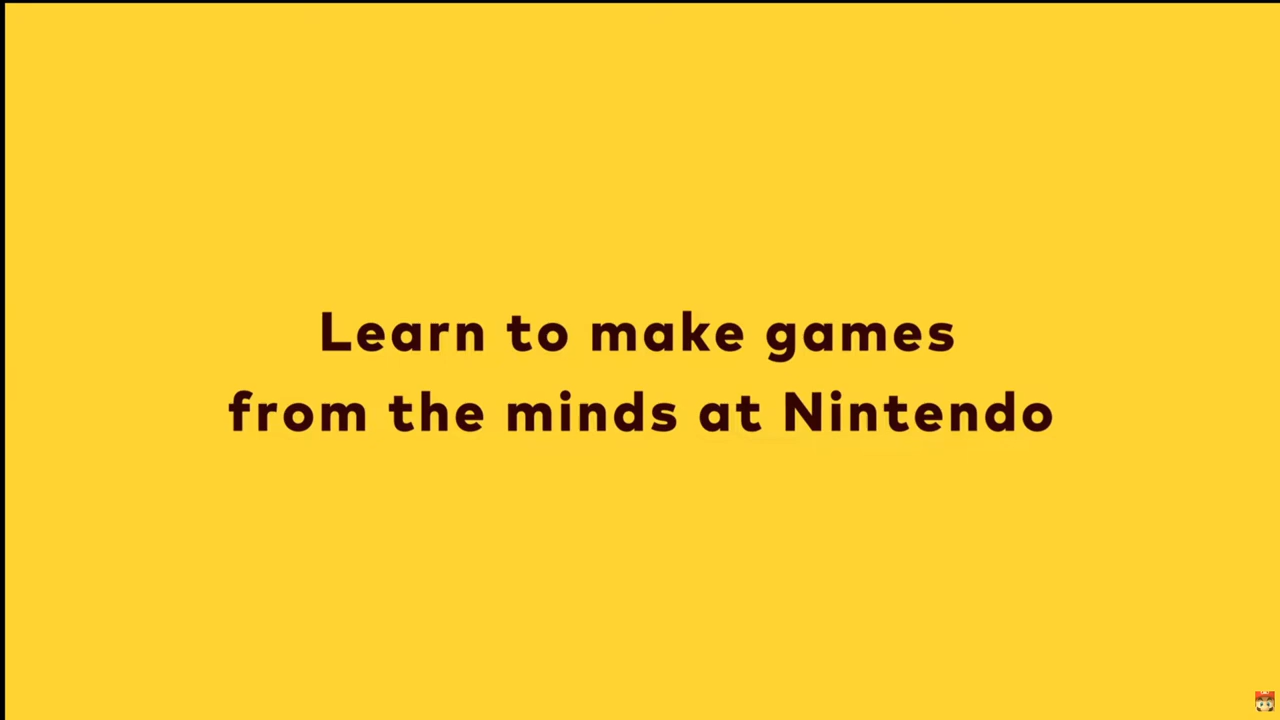 Learn to make games
from the minds at Nintendo